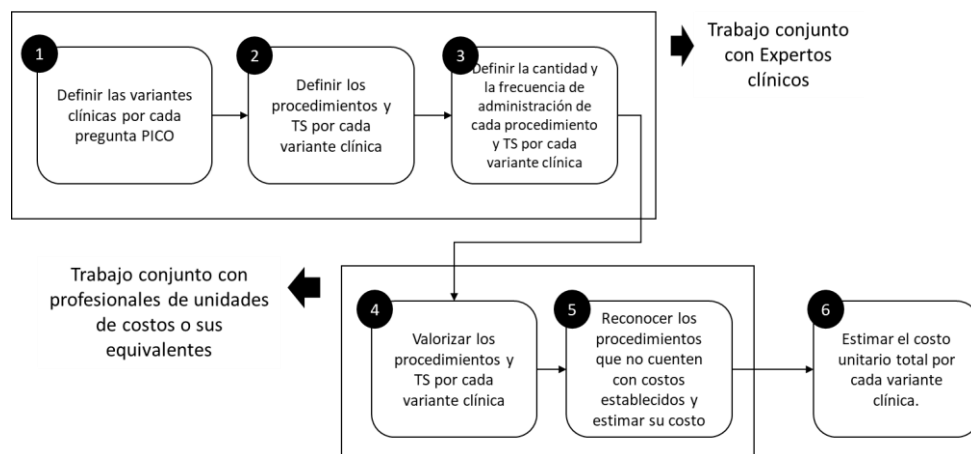 1
Definir las variantes
clínicas por cada
pregunta PICO
2
Definir los
procedimientos y
TS por cada
variante clínica
3
Definir la cantidad y
la frecuencia de
administración de
cada procedimiento
y TS por cada
variante clínica
Trabajo conjunto
con Expertos
clínicos
Trabajo conjunto con
profesionales de unidades
de costos o sus
equivalentes
4
Valorizar los
procedimientos y
TS por cada
variante clínica
5
Reconocer los
procedimientos
que no cuenten
con costos
establecidos y
estimar su costo
6
Estimar el costo
unitario total por
cada variante
clínica.